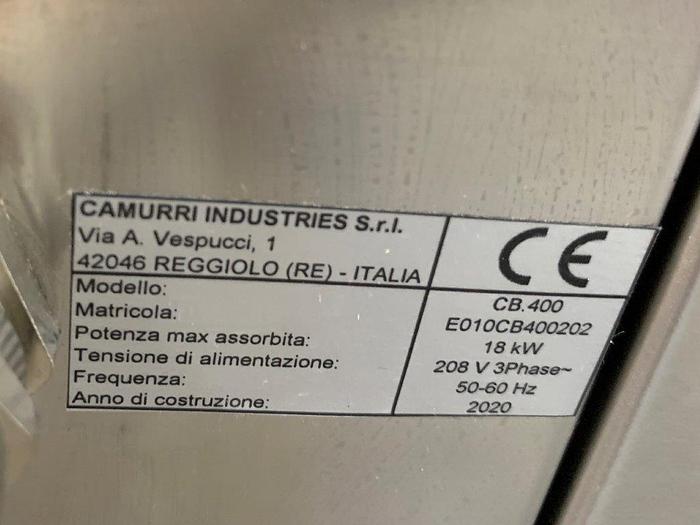 CAMURRI INDUSTRIES S.r.l.
Via A. Vespucci, 1
42046 REGGIOLO (RE) - ITALIA
CE
Modello: CB.400
Matricola: E010CB400202
Potenza max assorbita: 18 kW
Tensione di alimentazione: 208 V 3Phase~
Frequenza: 50-60 Hz
Anno di costruzione: 2020